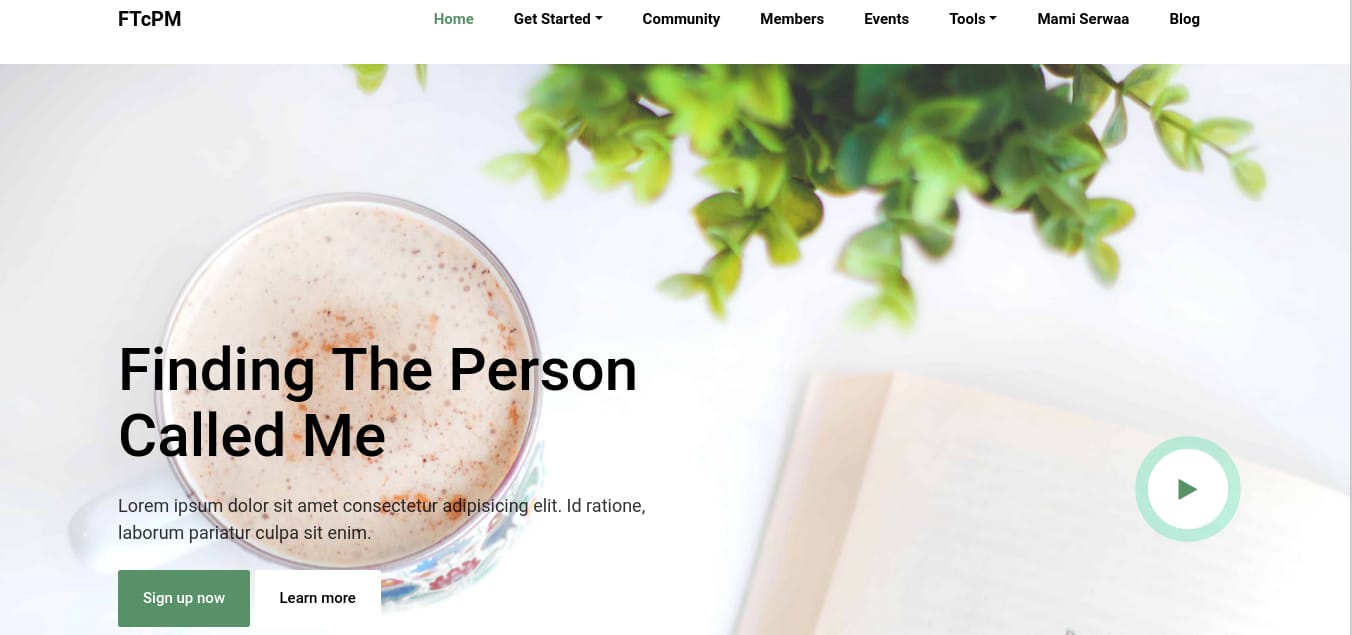 FTcPM
Home Get Started Community Members Events Tools Mami Serwaa Blog
Finding The Person
Called Me
Lorem ipsum dolor sit amet consectetur adipisicing elit. Id ratione,
laborum pariatur culpa sit enim.
Sign up now Learn more